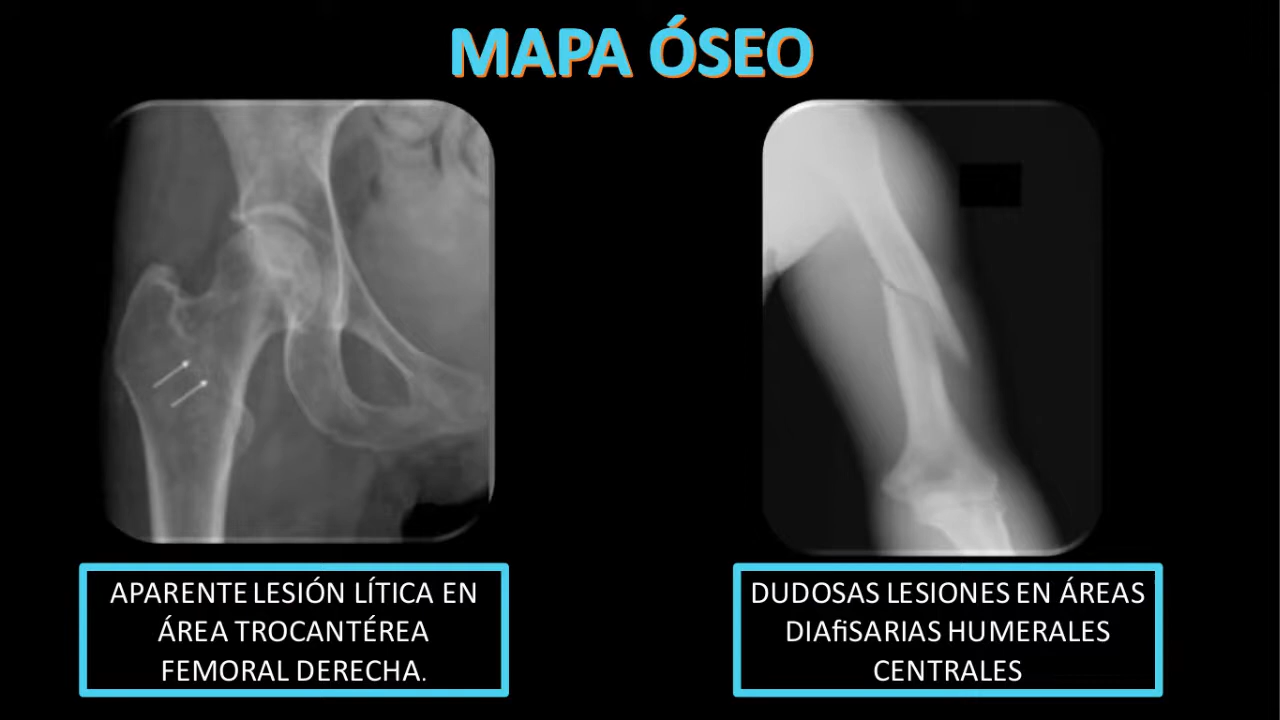 MAPA ÓSEO
APARENTE LESIÓN LÍTICA EN
ÁREA TROCANTÉREA
FEMORAL DERECHA.
DUDOSAS LESIONES EN ÁREAS
DIAfiSARIAS HUMERALES
CENTRALES